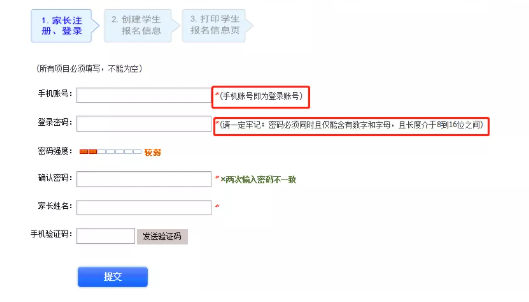 1. 家长注册、登录
2. 创建学生报名信息
3. 打印学生报名信息页
(所有项目必须填写，不能为空)
手机账号： *(手机账号即为登录账号)
登录密码： *(请一定牢记：密码必须同时且仅能含有数字和字母，且长度介于8到16位之间)
密码强度： 较弱
确认密码： * ×两次输入密码不一致
家长姓名： *
手机验证码： 发送验证码
提交